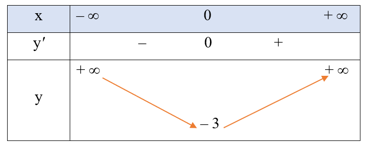 x – ∞ 0 + ∞
y′ – 0 +
+ ∞ + ∞
y
– 3